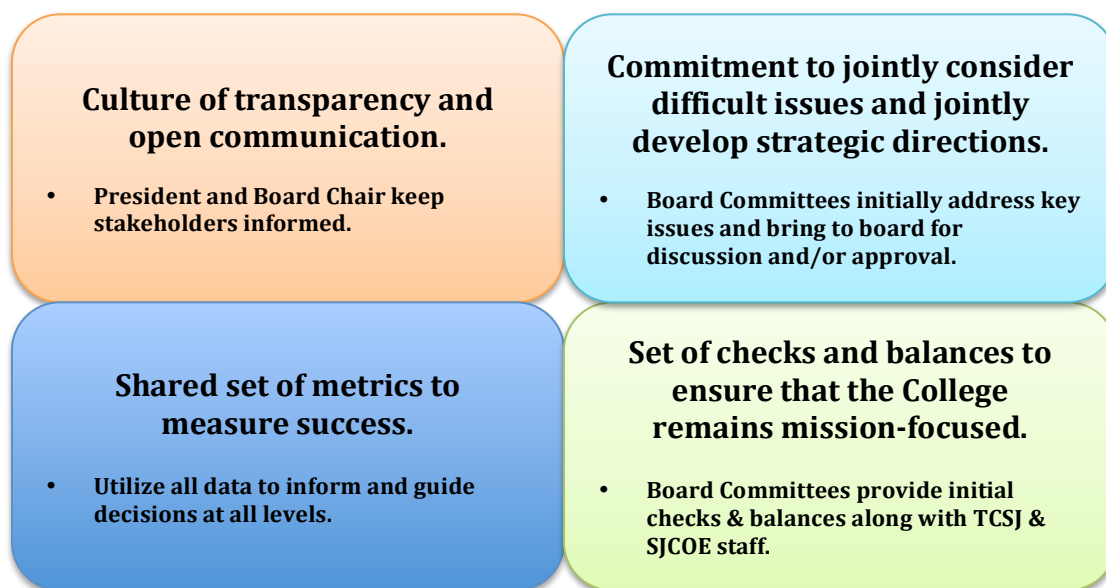 Culture of transparency and
open communication.
• President and Board Chair keep
stakeholders informed.
Commitment to jointly consider
difficult issues and jointly
develop strategic directions.
• Board Committees initially address key
issues and bring to board for
discussion and/or approval.
Shared set of metrics to
measure success.
• Utilize all data to inform and guide
decisions at all levels.
Set of checks and balances to
ensure that the College
remains mission-focused.
• Board Committees provide initial
checks & balances along with TCSJ &
SJCOE staff.